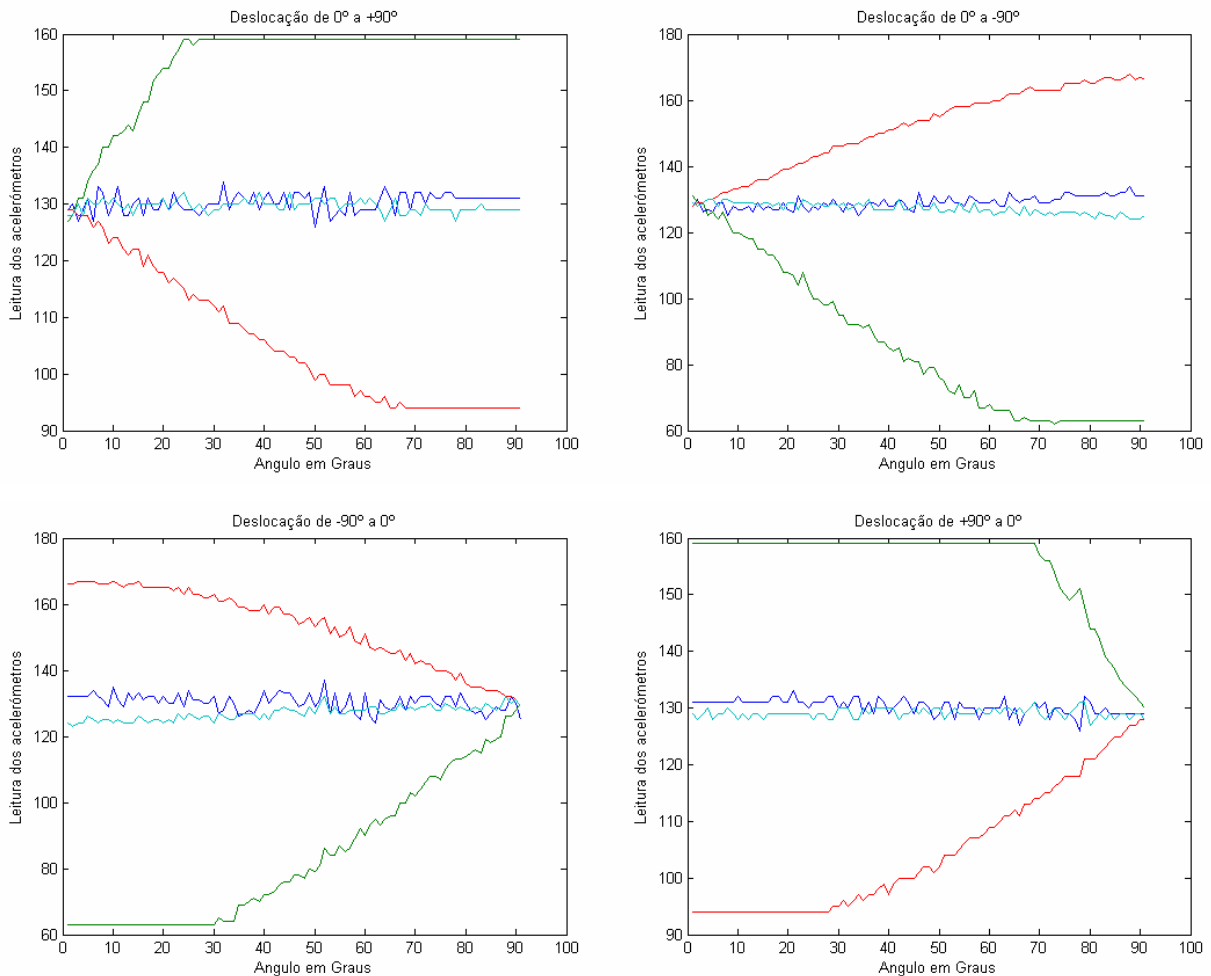 Deslocação de 0º a +90º
160
150
140
130
120
110
100
90
0 10 20 30 40 50 60 70 80 90 100
Leitura dos acelerómetros
Angulo em Graus
Deslocação de 0º a -90º
180
160
140
120
100
80
60
0 10 20 30 40 50 60 70 80 90 100
Leitura dos acelerómetros
Angulo em Graus
Deslocação de -90º a 0º
180
160
140
120
100
80
60
0 10 20 30 40 50 60 70 80 90 100
Leitura dos acelerómetros
Angulo em Graus
Deslocação de +90º a 0º
160
150
140
130
120
110
100
90
0 10 20 30 40 50 60 70 80 90 100
Leitura dos acelerómetros
Angulo em Graus